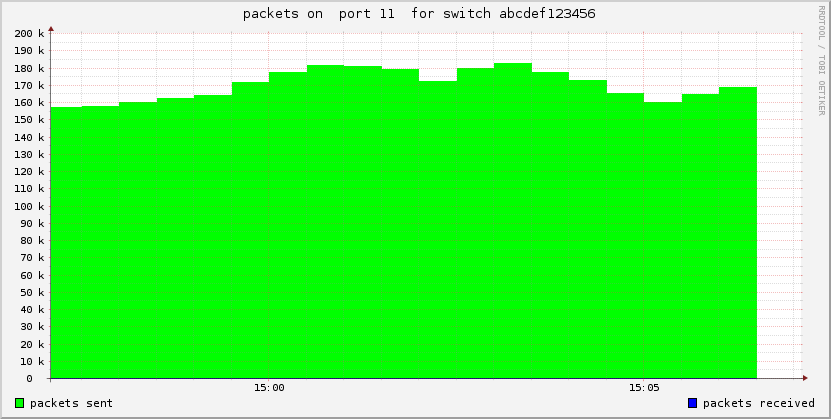 packets on  port 11  for switch abcdef123456
RRDTOOL / TOBI OETIKER
200 k
190 k
180 k
170 k
160 k
150 k
140 k
130 k
120 k
110 k
100 k
90 k
80 k
70 k
60 k
50 k
40 k
30 k
20 k
10 k
0
15:00 15:05
packets sent packets received